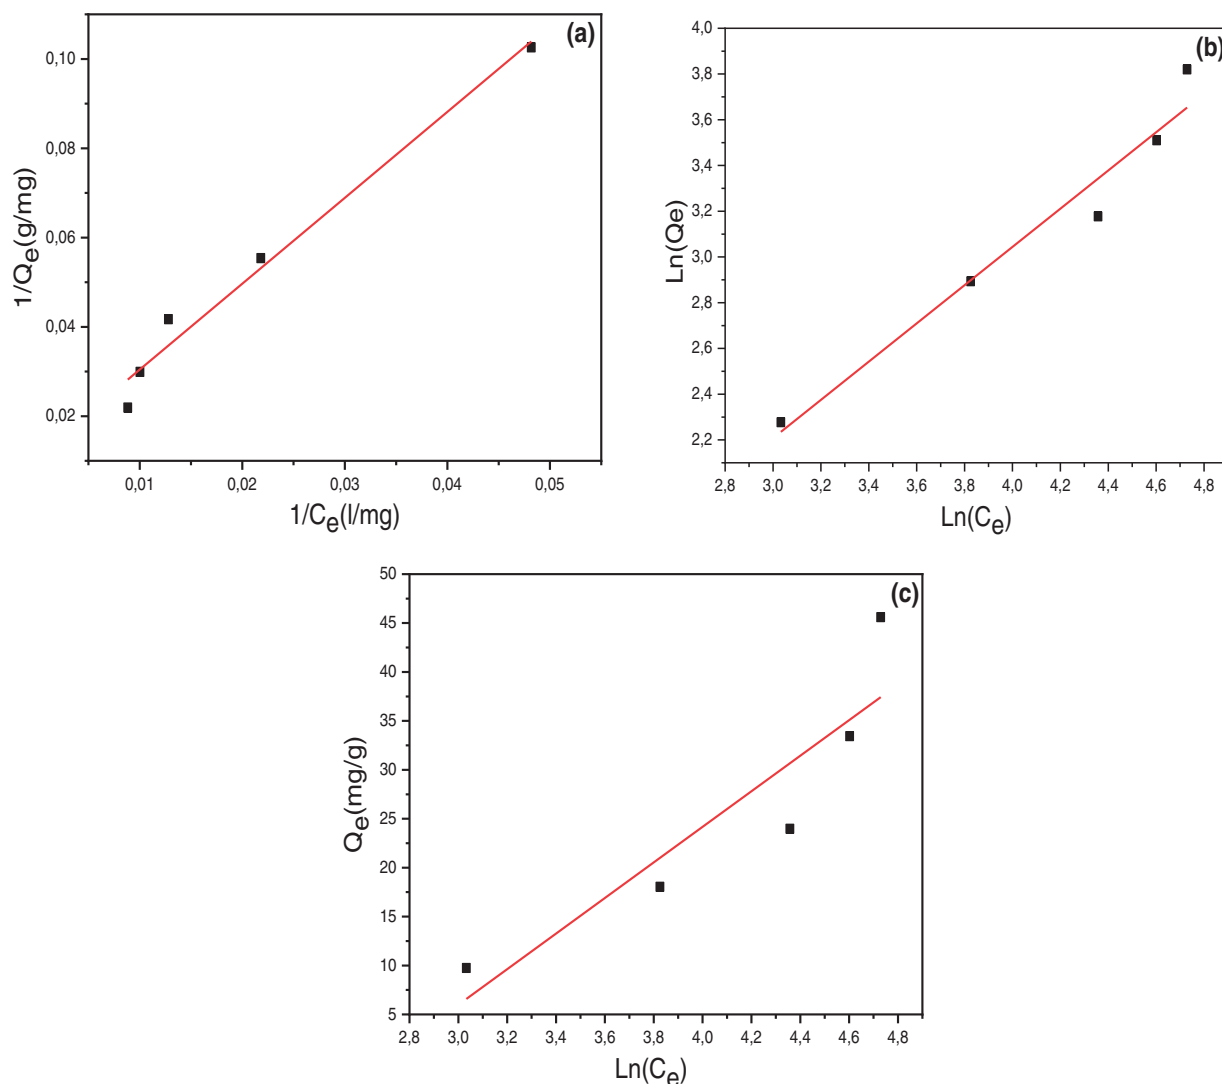 (a)
0,10
0,08
0,06
0,04
0,02
1/Qe(g/mg)
0,01 0,02 0,03 0,04 0,05
1/Ce(l/mg)
(b)
4,0
3,8
3,6
3,4
3,2
3,0
2,8
2,6
2,4
2,2
Ln(Qe)
2,8 3,0 3,2 3,4 3,6 3,8 4,0 4,2 4,4 4,6 4,8
Ln(Ce)
(c)
50
45
40
35
30
25
20
15
10
5
Qe(mg/g)
2,8 3,0 3,2 3,4 3,6 3,8 4,0 4,2 4,4 4,6 4,8
Ln(Ce)